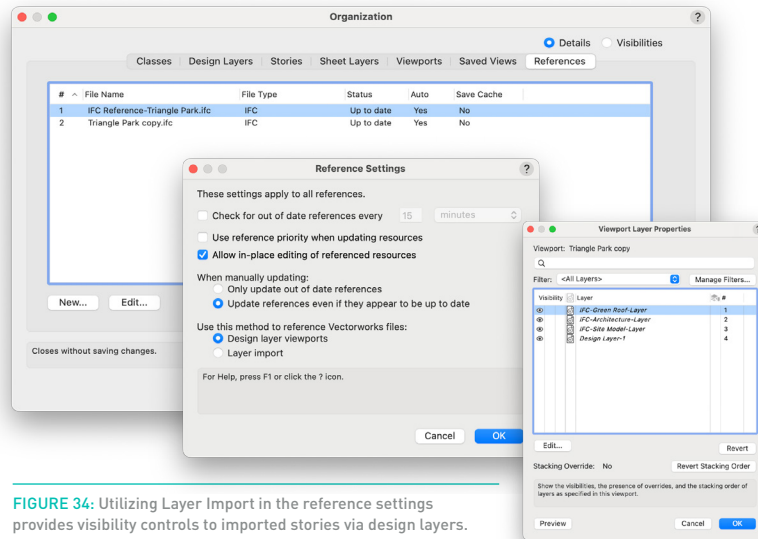 Organization
?
Details Visibilities
Classes Design Layers Stories Sheet Layers Viewports Saved Views References
# File Name File Type Status Auto Save Cache
1 IFC Reference-Triangle Park.ifc IFC Up to date Yes No
2 Triangle Park copy.ifc IFC Up to date Yes No
New... Edit...
Closes without saving changes.
Reference Settings
?
These settings apply to all references.
Check for out of date references every 15 minutes
Use reference priority when updating resources
Allow in-place editing of referenced resources
When manually updating:
Only update out of date references
Update references even if they appear to be up to date
Use this method to reference Vectorworks files:
Design layer viewports
Layer import
For Help, press F1 or click the ? icon.
Cancel OK
Viewport Layer Properties
?
Viewport: Triangle Park copy
Filter: <All Layers> Manage Filters...
Visibility Layer #
IFC-Green Roof-Layer 1
IFC-Architecture-Layer 2
IFC-Site Model-Layer 3
Design Layer-1 4
Edit... Revert
Stacking Override: No Revert Stacking Order
Show the visibilities, the presence of overrides, and the stacking order of
layers as specified in this viewport.
Preview Cancel OK
FIGURE 34: Utilizing Layer Import in the reference settings
provides visibility controls to imported stories via design layers.